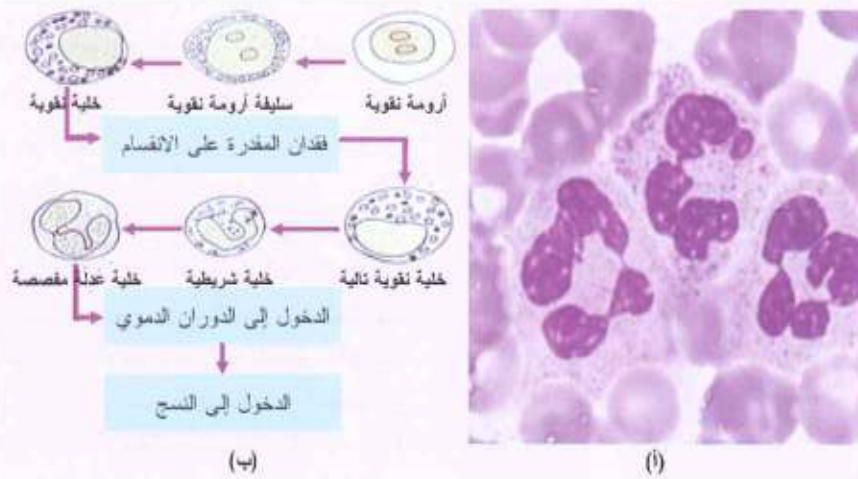 أرومة نقوية
سليفة أرومة نقوية
خلية نقوية
فقدان المقدرة على الانقسام
خلية نقوية تالية
خلية شريطية
خلية عدلة مفصصة
الدخول إلى الدوران الدموي
الدخول إلى النسج
(أ)
(ب)